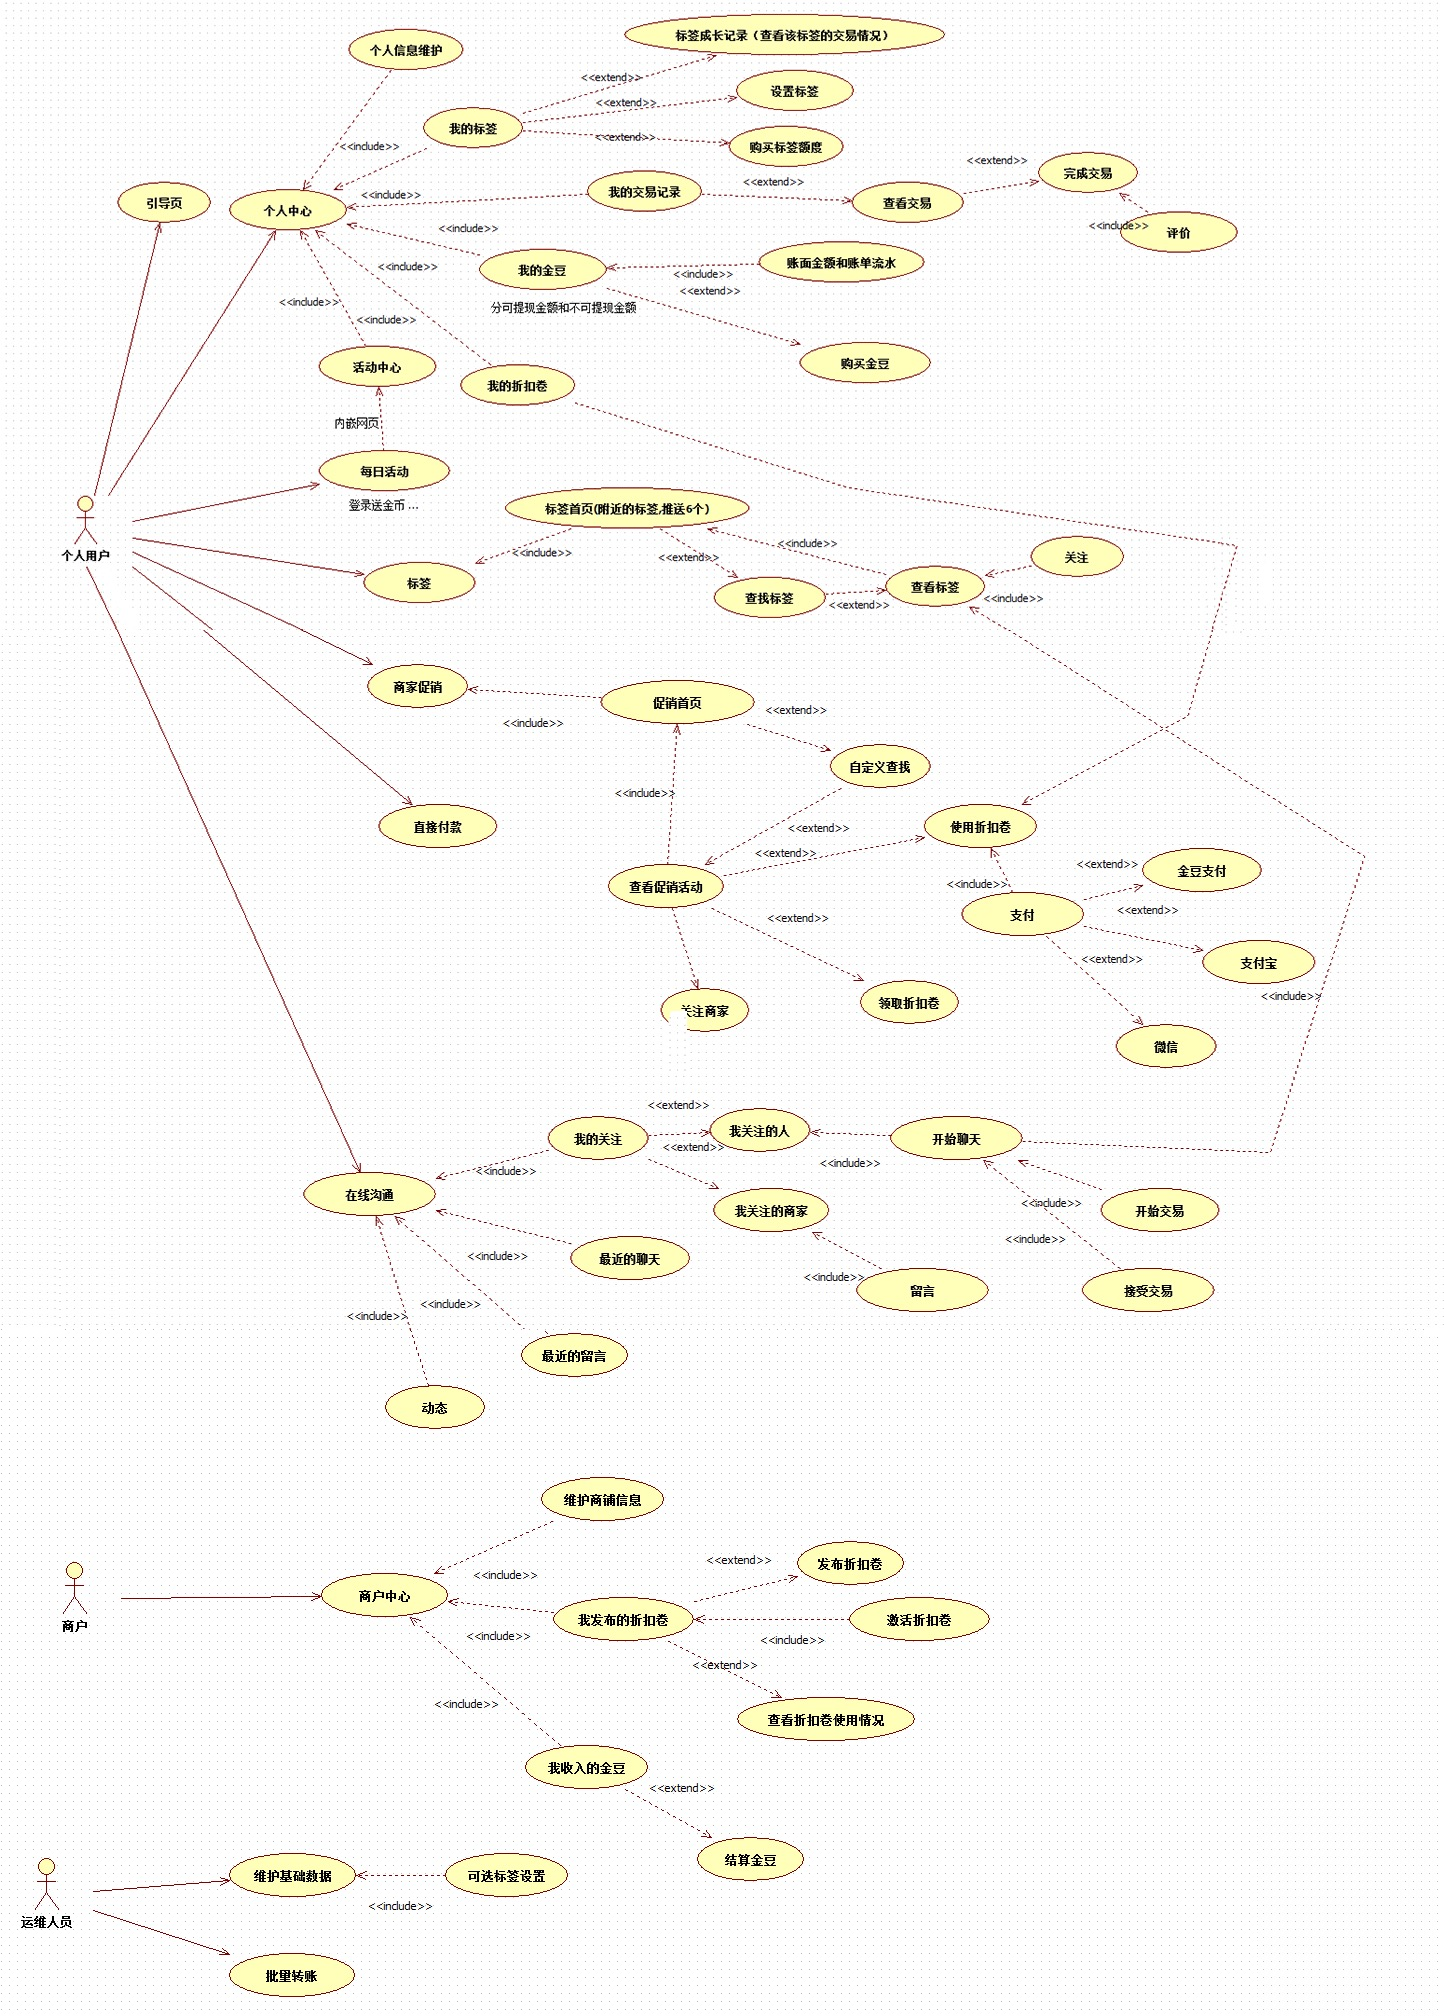 标签成长记录（查看该标签的交易情况）
个人信息维护
<<extend>>
设置标签
<<extend>>
我的标签
<<extend>>
购买标签额度
<<include>>
<<extend>>
完成交易
<<extend>>
我的交易记录
<<include>>
查看交易
引导页
个人中心
<<include>>
<<include>>
评价
我的金豆
账面金额和账单流水
<<include>>
<<include>>
<<extend>>
<<include>>
分可提现金额和不可提现金额
<<include>>
购买金豆
活动中心
我的折扣卷
内嵌网页
每日活动
登录送金币 ...
标签首页(附近的标签,推送6个)
个人用户
<<include>>
<<include>>
<<extend>>
关注
标签
查看标签
查找标签
<<extend>>
<<include>>
商家促销
促销首页
<<extend>>
<<include>>
自定义查找
<<include>>
直接付款
<<extend>>
使用折扣卷
<<extend>>
<<extend>>
金豆支付
查看促销活动
<<include>>
<<extend>>
支付
<<extend>>
<<extend>>
支付宝
<<include>>
领取折扣卷
关注商家
微信
<<extend>>
我的关注
我关注的人
开始聊天
<<extend>>
<<include>>
<<include>>
在线沟通
<<include>>
我关注的商家
开始交易
<<include>>
<<include>>
最近的聊天
<<include>>
留言
接受交易
<<include>>
<<include>>
最近的留言
动态
维护商铺信息
<<extend>>
发布折扣卷
<<include>>
商户中心
我发布的折扣卷
激活折扣卷
商户
<<include>>
<<include>>
<<extend>>
<<include>>
查看折扣卷使用情况
我收入的金豆
<<extend>>
结算金豆
维护基础数据
可选标签设置
<<include>>
运维人员
批量转账